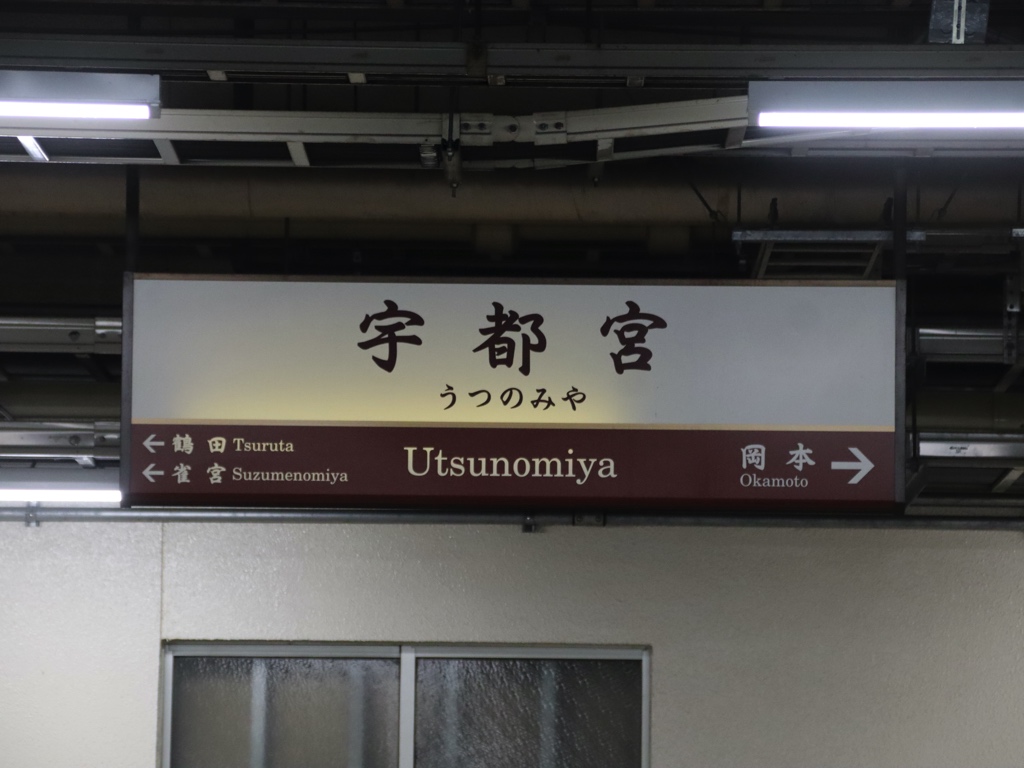 宇都宮
うつのみや
← 鶴田 Tsuruta
← 雀宮 Suzumenomiya
Utsunomiya
岡本 →
Okamoto